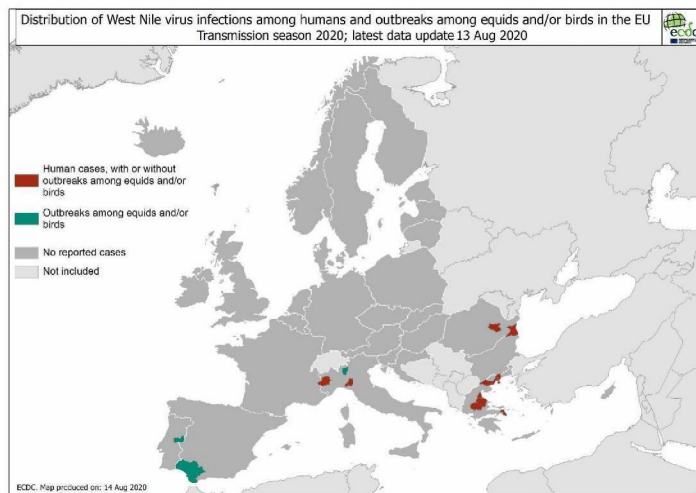 Distribution of West Nile virus infections among humans and outbreaks among equids and/or birds in the EU
Transmission season 2020; latest data update 13 Aug 2020
ecdc
Human cases, with or without
outbreaks among equids and/or
birds
Outbreaks among equids and/or
birds
No reported cases
Not included
ECDC. Map produced on: 14 Aug 2020